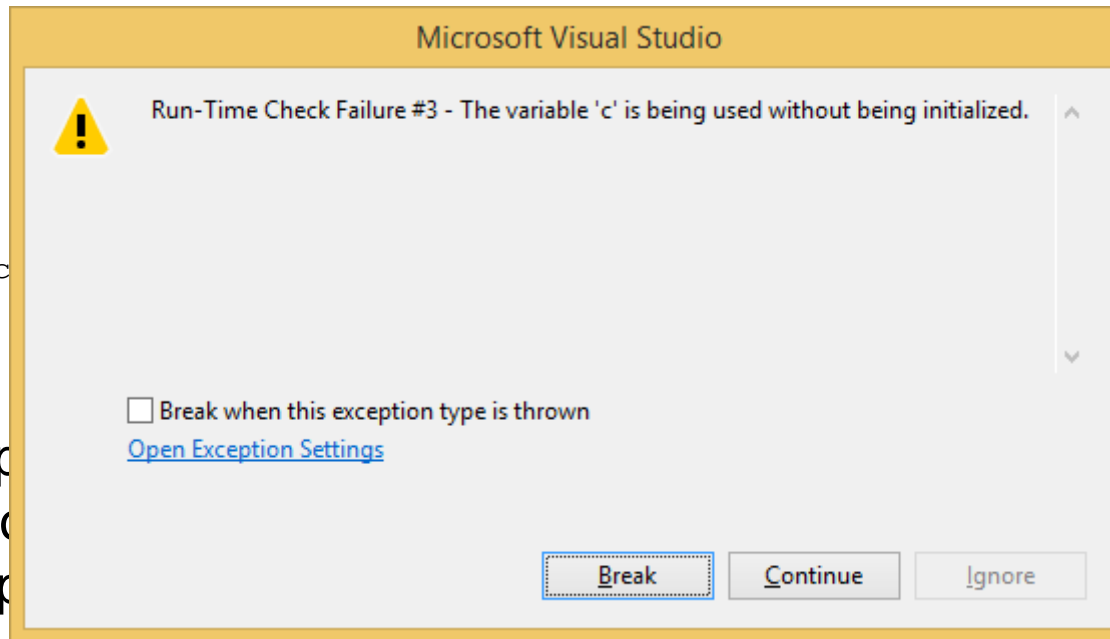 Microsoft Visual Studio
Run-Time Check Failure #3 - The variable 'c' is being used without being initialized.
Break when this exception type is thrown
Open Exception Settings
Break Continue Ignore